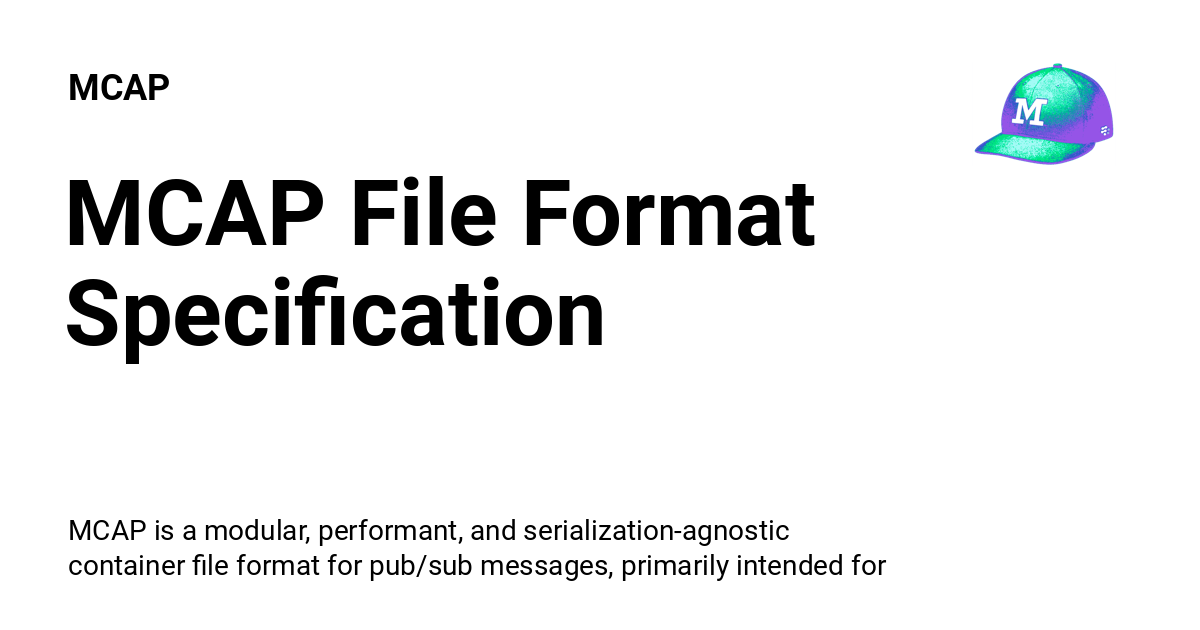 MCAP
M
MCAP File Format
Specification
MCAP is a modular, performant, and serialization-agnostic
container file format for pub/sub messages, primarily intended for